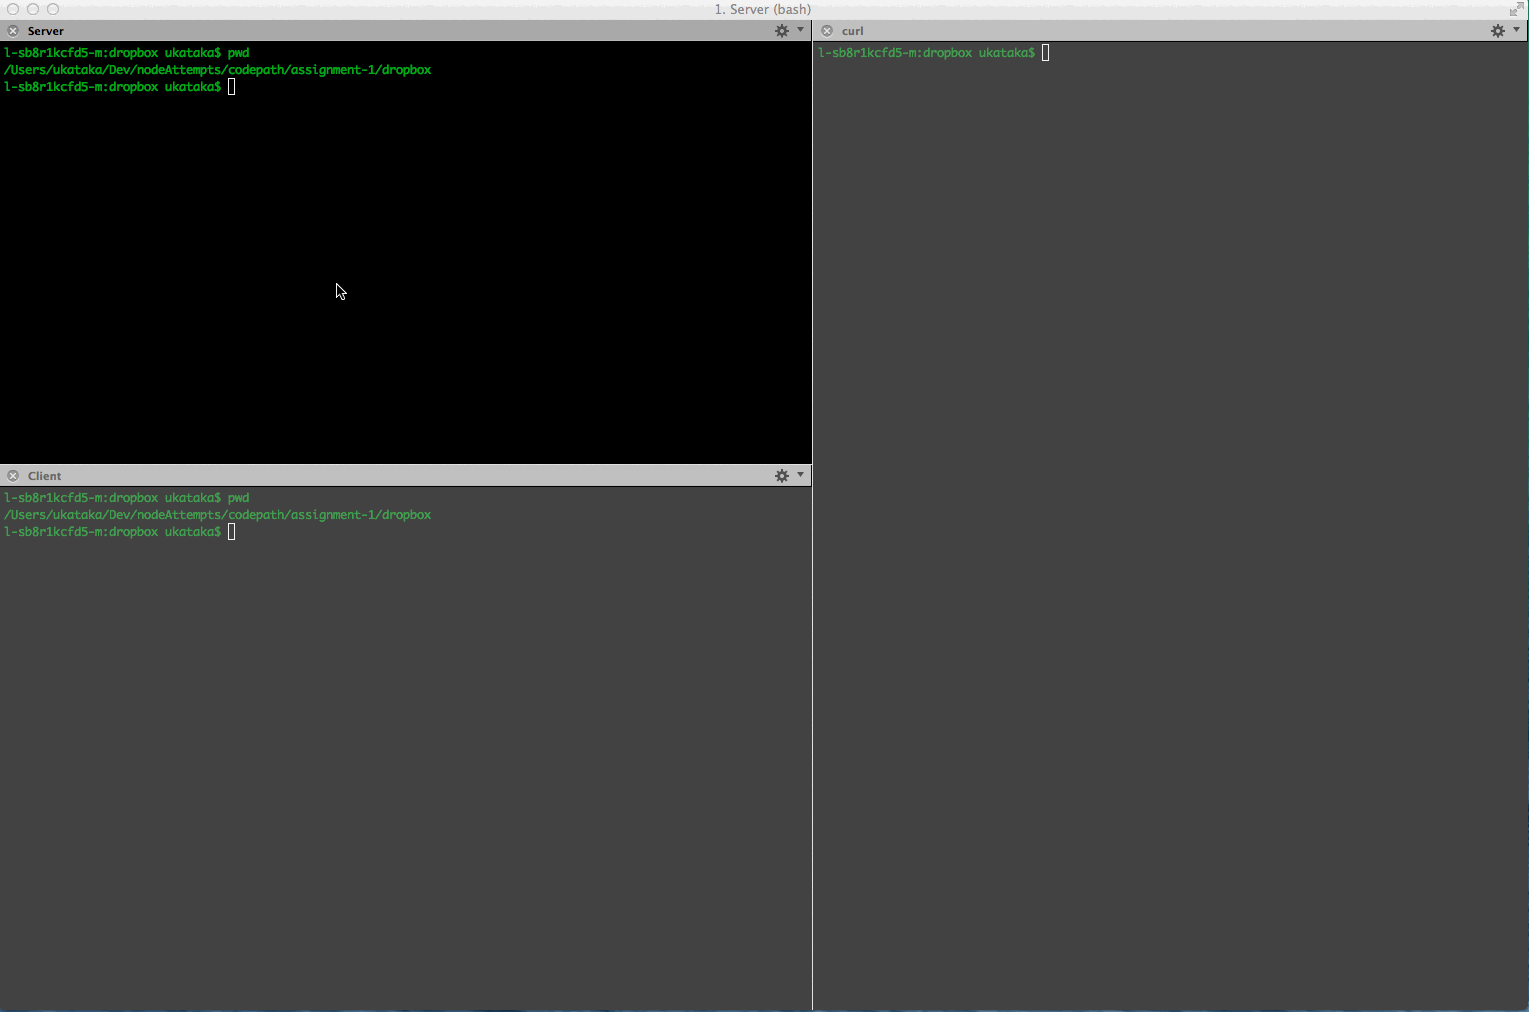 1. Server (bash)
Server
l-sb8r1kcfd5-m:dropbox ukataka$ pwd
/Users/ukataka/Dev/nodeAttempts/codepath/assignment-1/dropbox
l-sb8r1kcfd5-m:dropbox ukataka$
Client
l-sb8r1kcfd5-m:dropbox ukataka$ pwd
/Users/ukataka/Dev/nodeAttempts/codepath/assignment-1/dropbox
l-sb8r1kcfd5-m:dropbox ukataka$
curl
l-sb8r1kcfd5-m:dropbox ukataka$